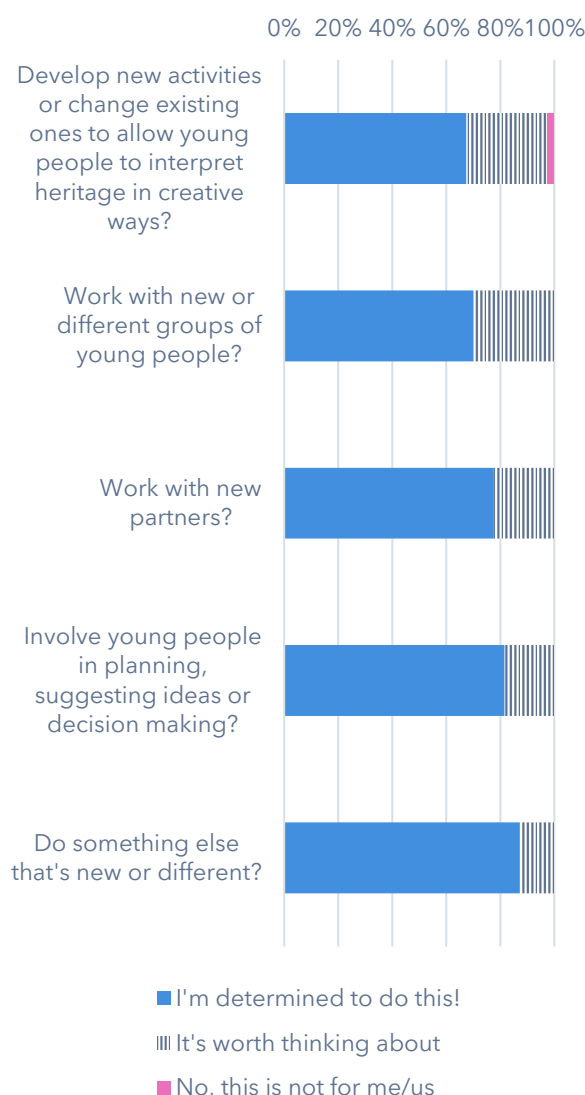 0% 20% 40% 60% 80%100%
Develop new activities
or change existing
ones to allow young
people to interpret
heritage in creative
ways?
Work with new or
different groups of
young people?
Work with new
partners?
Involve young people
in planning,
suggesting ideas or
decision making?
Do something else
that's new or different?
I'm determined to do this!
It's worth thinking about
No, this is not for me/us